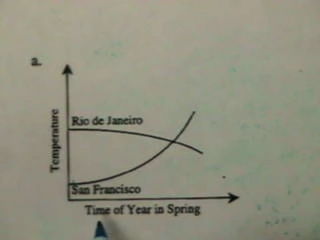 a.
Rio de Janeiro
Temperature
San Francisco
Time of Year in Spring